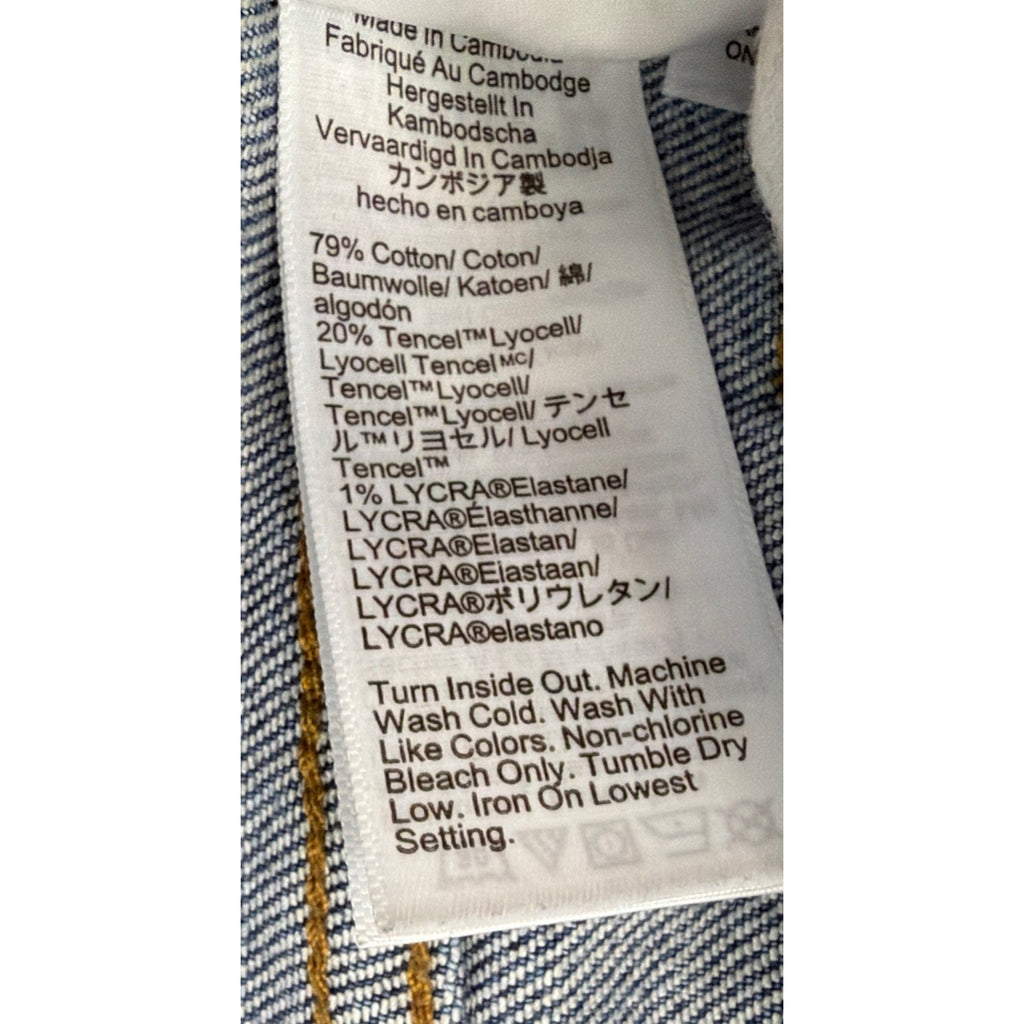 Made In Cambodia
Fabriqué Au Cambodge
Hergestellt In
Kambodscha
Vervaardigd In Cambodja
カンボジア製
hecho en camboya
79% Cotton/ Coton/
Baumwolle/ Katoen/ 綿/
algodón
20% Tencel™Lyocell/
Lyocell Tencel ᴹᶜ/
Tencel™Lyocell/
Tencel™Lyocell/ テンセ
ル™リヨセル/ Lyocell
Tencel™
1% LYCRA®Elastane/
LYCRA®Élasthanne/
LYCRA®Elastan/
LYCRA®Elastaan/
LYCRA®ポリウレタン/
LYCRA®elastano
Turn Inside Out. Machine
Wash Cold. Wash With
Like Colors. Non-chlorine
Bleach Only. Tumble Dry
Low. Iron On Lowest
Setting.
ON